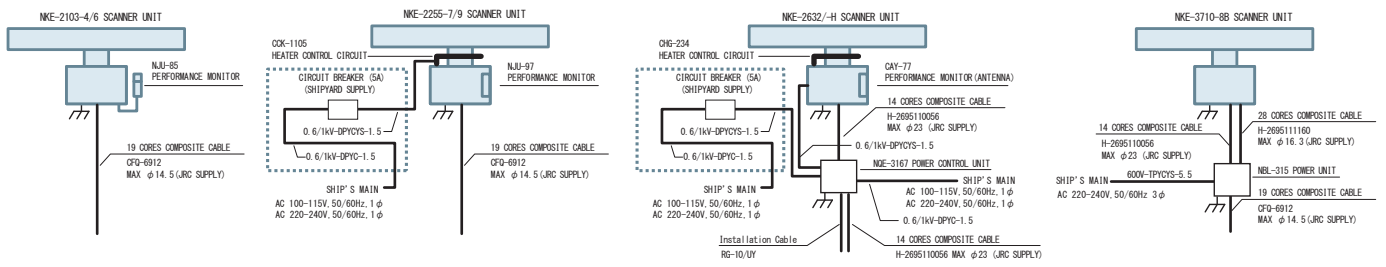 NKE-2103-4/6 SCANNER UNIT
NJU-85
PERFORMANCE MONITOR
19 CORES COMPOSITE CABLE
CFQ-6912
MAX φ14.5(JRC SUPPLY)
NKE-2255-7/9 SCANNER UNIT
CCK-1105
HEATER CONTROL CIRCUIT
CIRCUIT BREAKER (5A)
(SHIPYARD SUPPLY)
NJU-97
PERFORMANCE MONITOR
0.6/1kV-DPYCYS-1.5
0.6/1kV-DPYC-1.5
19 CORES COMPOSITE CABLE
CFQ-6912
MAX φ14.5(JRC SUPPLY)
SHIP'S MAIN
AC 100-115V,50/60Hz,1φ
AC 220-240V,50/60Hz,1φ
NKE-2632/-H SCANNER UNIT
CHG-234
HEATER CONTROL CIRCUIT
CIRCUIT BREAKER (5A)
(SHIPYARD SUPPLY)
CAY-77
PERFORMANCE MONITOR(ANTENNA)
14 CORES COMPOSITE CABLE
H-2695110056
MAX φ23 (JRC SUPPLY)
0.6/1kV-DPYCYS-1.5
0.6/1kV-DPYCYS-1.5
0.6/1kV-DPYC-1.5
NQE-3167 POWER CONTROL UNIT
SHIP'S MAIN
AC 100-115V,50/60Hz,1φ
AC 220-240V,50/60Hz,1φ
SHIP'S MAIN
AC 100-115V,50/60Hz,1φ
AC 220-240V,50/60Hz,1φ
0.6/1kV-DPYC-1.5
Installation Cable
RG-10/UY
14 CORES COMPOSITE CABLE
H-2695110056 MAX φ23 (JRC SUPPLY)
NKE-3710-8B SCANNER UNIT
14 CORES COMPOSITE CABLE
H-2695110056
MAX φ23 (JRC SUPPLY)
28 CORES COMPOSITE CABLE
H-2695111160
MAX φ16.3(JRC SUPPLY)
SHIP'S MAIN
600V-TPYCYS-5.5
AC 220-240V,50/60Hz 3φ
NBL-315 POWER UNIT
19 CORES COMPOSITE CABLE
CFQ-6912
MAX φ14.5(JRC SUPPLY)